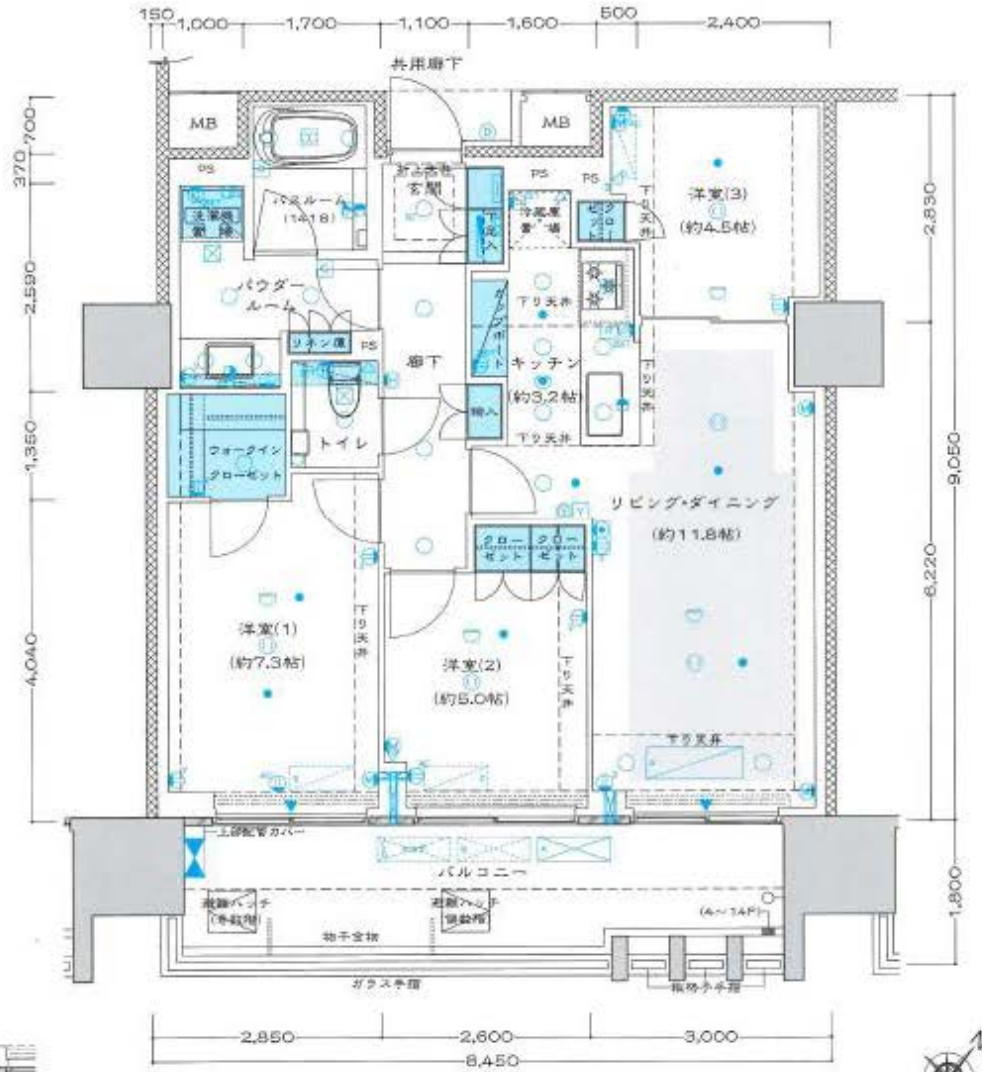 150 1,000 1,700 1,100 1,600 500 2,400
共用廊下
MB
MB
700
370
2,590
1,350
4,040
2,830
6,220
9,050
1,800
PS
バスルーム
(1418)
玄関
下足入
PS
PS
冷蔵庫
置場
クロー
ゼット
下り天井
洋室(3)
(約4.5帖)
洗濯機
置場
パウダー
ルーム
リネン庫
PS
廊下
下り天井
キッチン
(約3.2帖)
下り天井
下り天井
物入
トイレ
ウォークイン
クローゼット
リビング・ダイニング
(約11.8帖)
クロー
ゼット
クロー
ゼット
洋室(1)
(約7.3帖)
下り天井
洋室(2)
(約5.0帖)
下り天井
下り天井
上部配管カバー
バルコニー
避難ハッチ
避難ハッチ
(4~14F)
物干金物
ガラス手摺
2,850 2,600 3,000
8,450